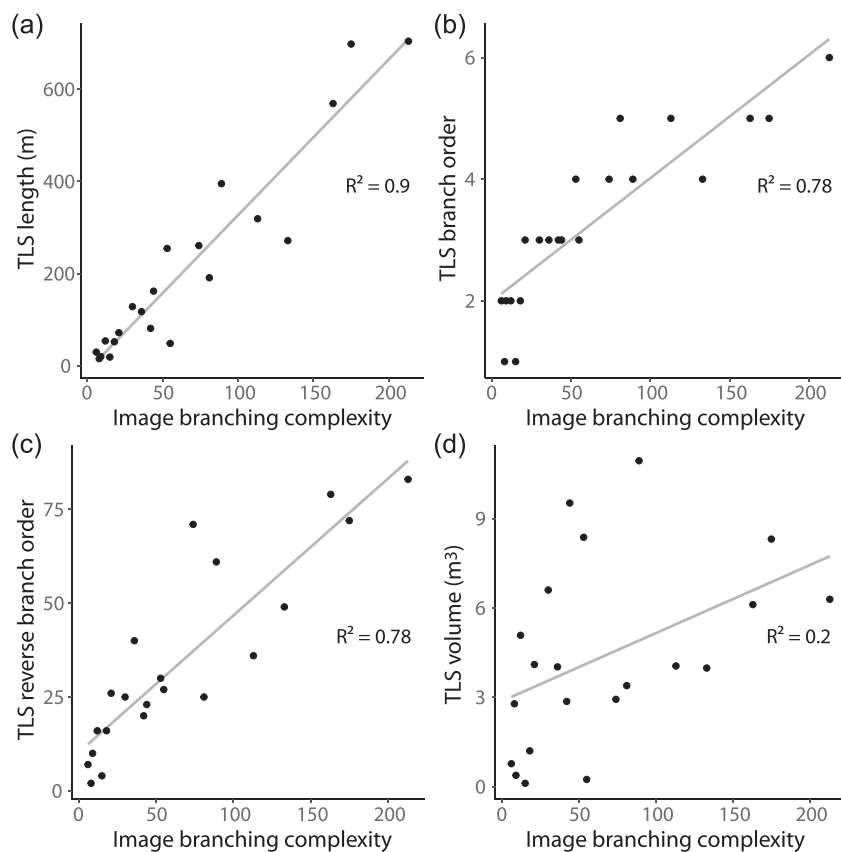 (a)
TLS length (m)
600
400
200
0
R² = 0.9
0 50 100 150 200
Image branching complexity
(b)
TLS branch order
6
4
2
R² = 0.78
0 50 100 150 200
Image branching complexity
(c)
TLS reverse branch order
75
50
25
0
R² = 0.78
0 50 100 150 200
Image branching complexity
(d)
TLS volume (m³)
9
6
3
0
R² = 0.2
0 50 100 150 200
Image branching complexity